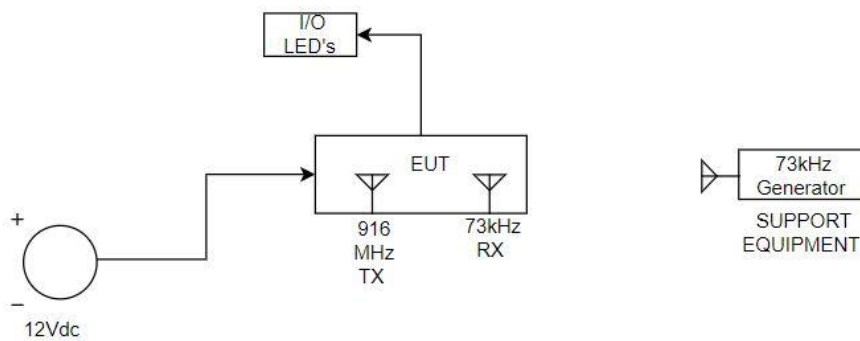 I/O
LED's
EUT
916
MHz
TX
73kHz
RX
73kHz
Generator
SUPPORT
EQUIPMENT
+
−
12Vdc